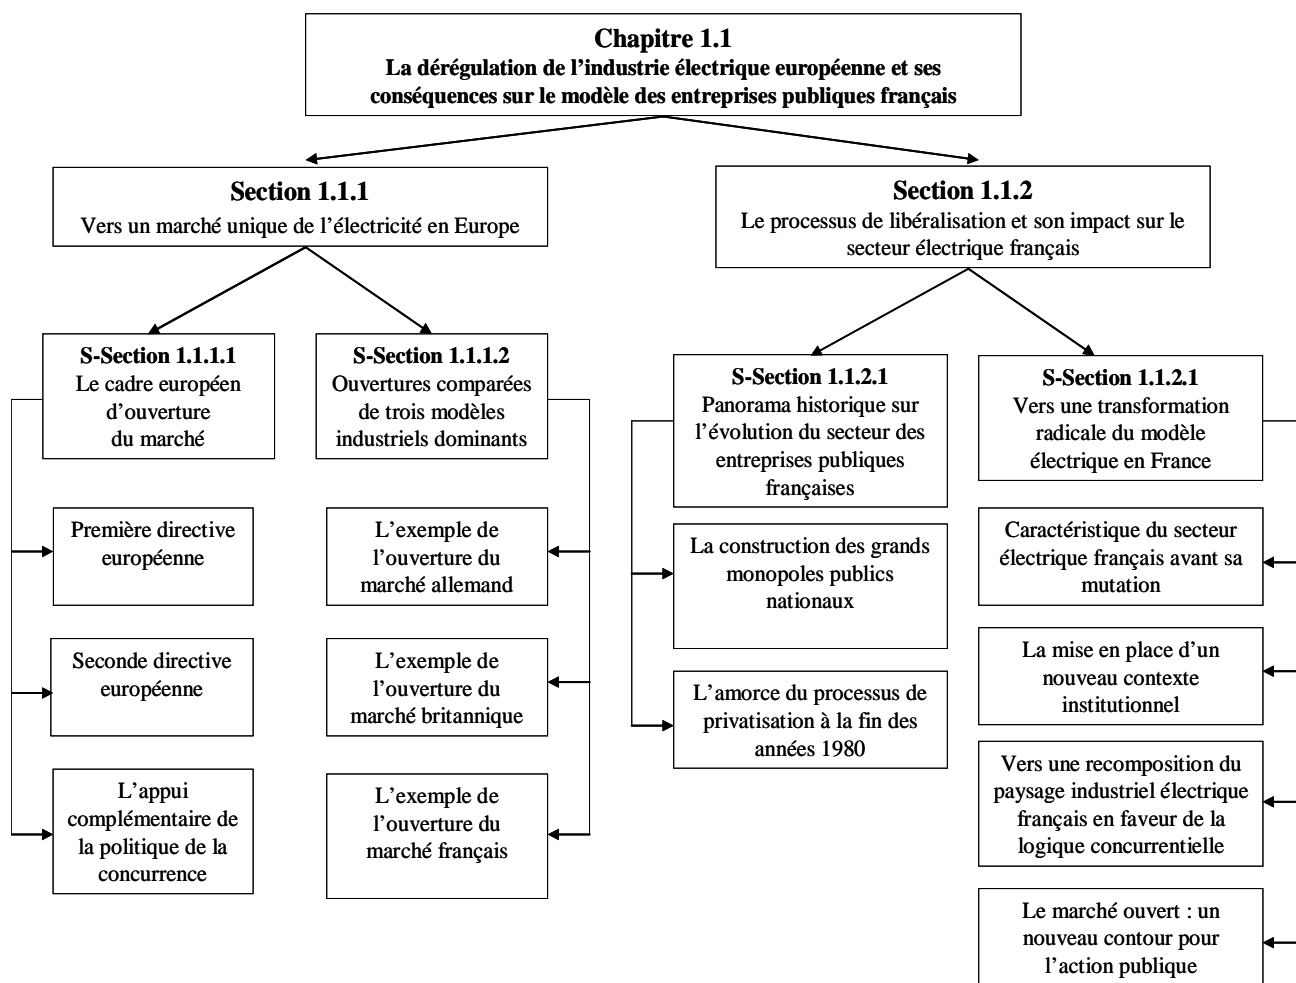 Chapitre 1.1
La dérégulation de l’industrie électrique européenne et ses
conséquences sur le modèle des entreprises publiques français
Section 1.1.1
Vers un marché unique de l’électricité en Europe
Section 1.1.2
Le processus de libéralisation et son impact sur le
secteur électrique français
S-Section 1.1.1.1
Le cadre européen
d’ouverture
du marché
Première directive
européenne
Seconde directive
européenne
L’appui
complémentaire de
la politique de la
concurrence
S-Section 1.1.1.2
Ouvertures comparées
de trois modèles
industriels dominants
L’exemple de
l’ouverture du
marché allemand
L’exemple de
l’ouverture du
marché britannique
L’exemple de
l’ouverture du
marché français
S-Section 1.1.2.1
Panorama historique sur
l’évolution du secteur des
entreprises publiques
françaises
La construction des grands
monopoles publics
nationaux
L’amorce du processus de
privatisation à la fin des
années 1980
S-Section 1.1.2.1
Vers une transformation
radicale du modèle
électrique en France
Caractéristique du secteur
électrique français avant sa
mutation
La mise en place d’un
nouveau contexte
institutionnel
Vers une recomposition du
paysage industriel électrique
français en faveur de la
logique concurrentielle
Le marché ouvert : un
nouveau contour pour
l’action publique